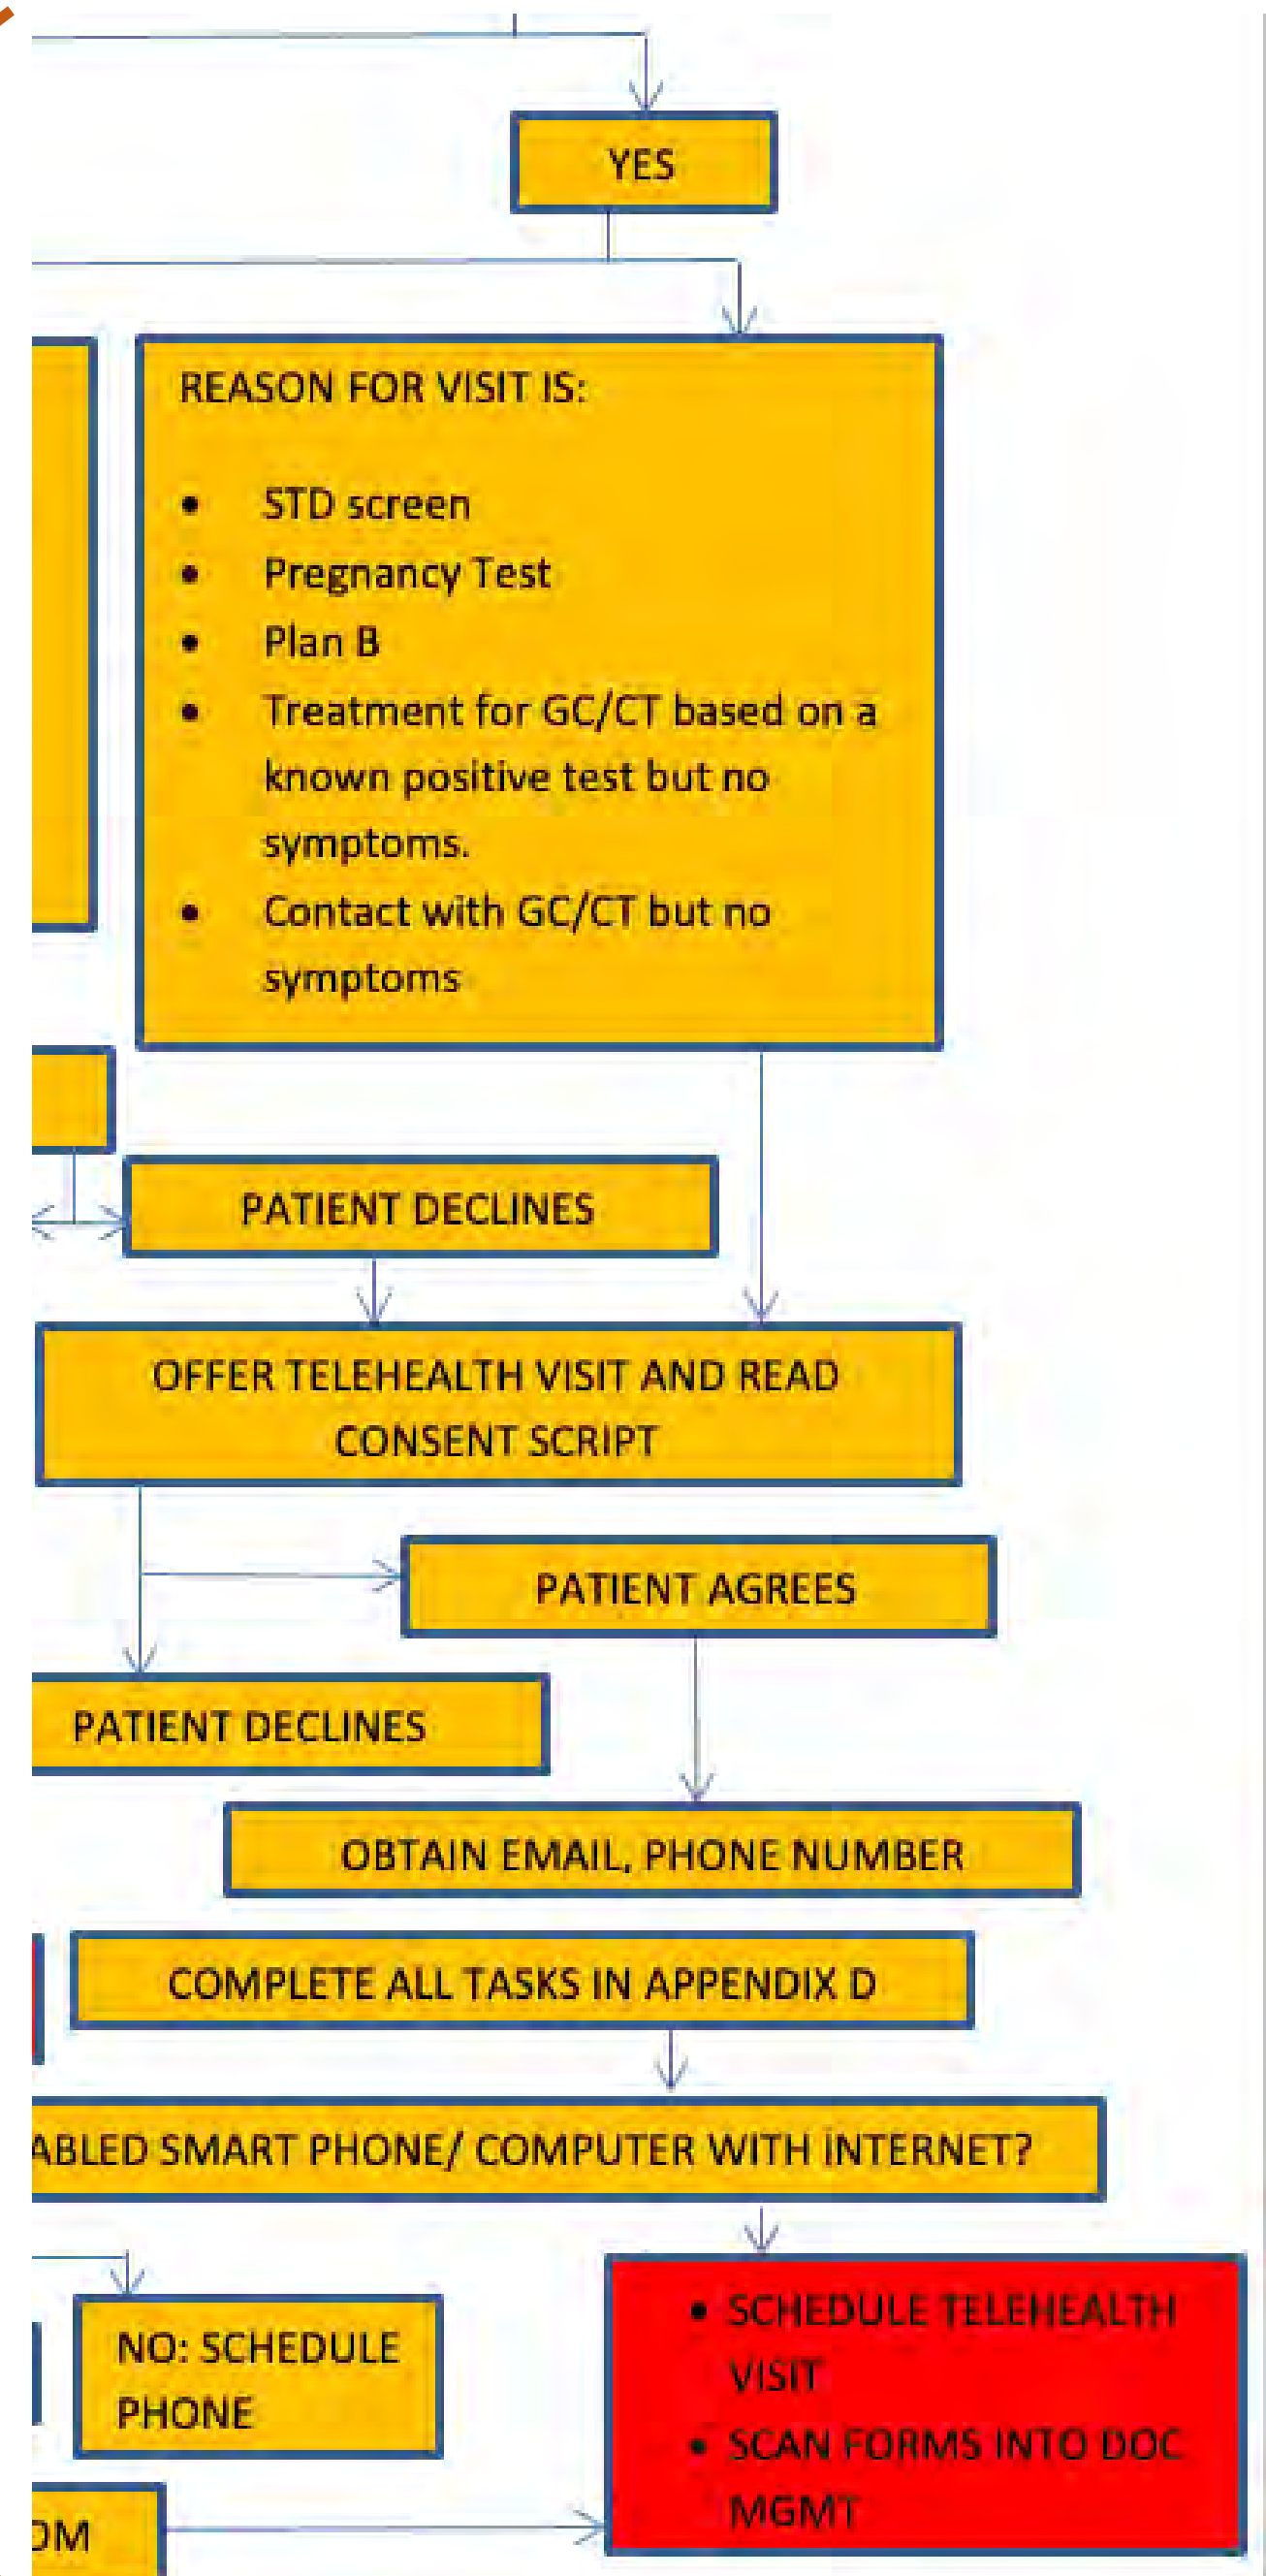 YES
REASON FOR VISIT IS:
• STD screen
• Pregnancy Test
• Plan B
• Treatment for GC/CT based on a
known positive test but no
symptoms.
• Contact with GC/CT but no
symptoms
PATIENT DECLINES
OFFER TELEHEALTH VISIT AND READ
CONSENT SCRIPT
PATIENT AGREES
PATIENT DECLINES
OBTAIN EMAIL, PHONE NUMBER
COMPLETE ALL TASKS IN APPENDIX D
ABLED SMART PHONE/ COMPUTER WITH INTERNET?
NO: SCHEDULE
PHONE
• SCHEDULE TELEHEALTH
VISIT
• SCAN FORMS INTO DOC
MGMT
OM